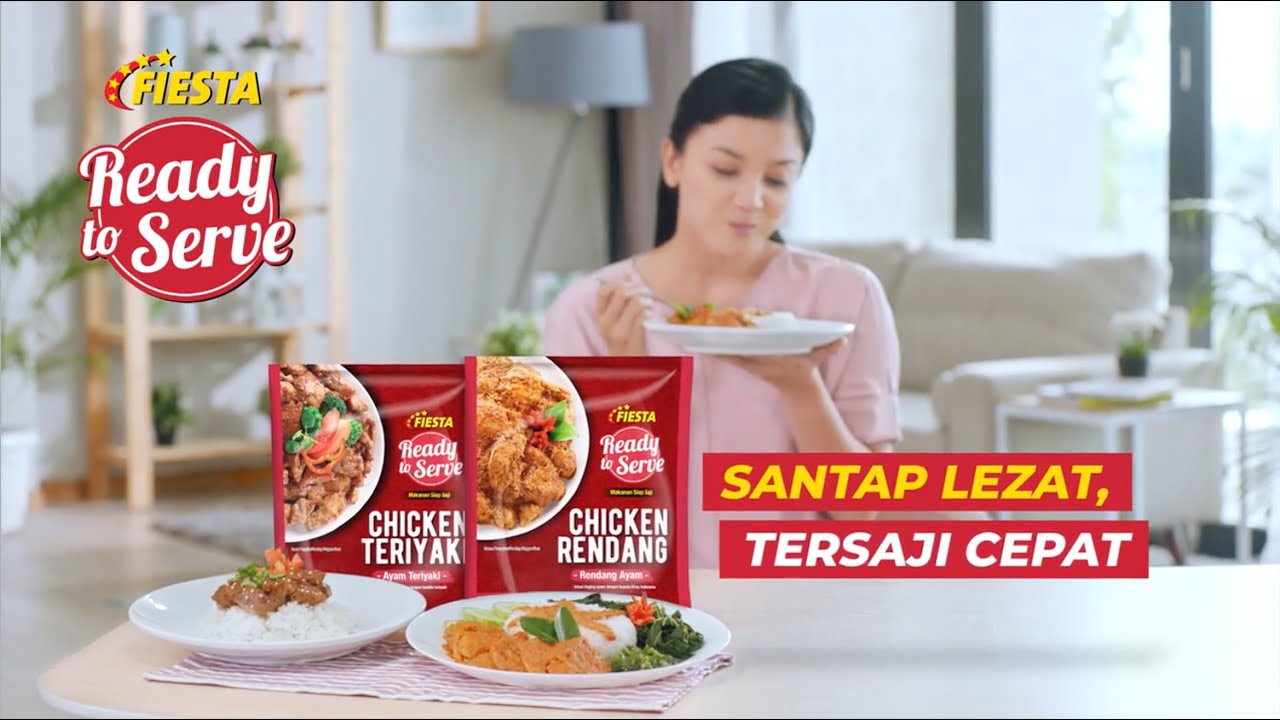 FIESTA
Ready
to Serve
FIESTA
Ready
to Serve
Makanan Siap Saji
CHICKEN
TERIYAKI
- Ayam Teriyaki -
FIESTA
Ready
to Serve
Makanan Siap Saji
CHICKEN
RENDANG
- Rendang Ayam -
SANTAP LEZAT,
TERSAJI CEPAT